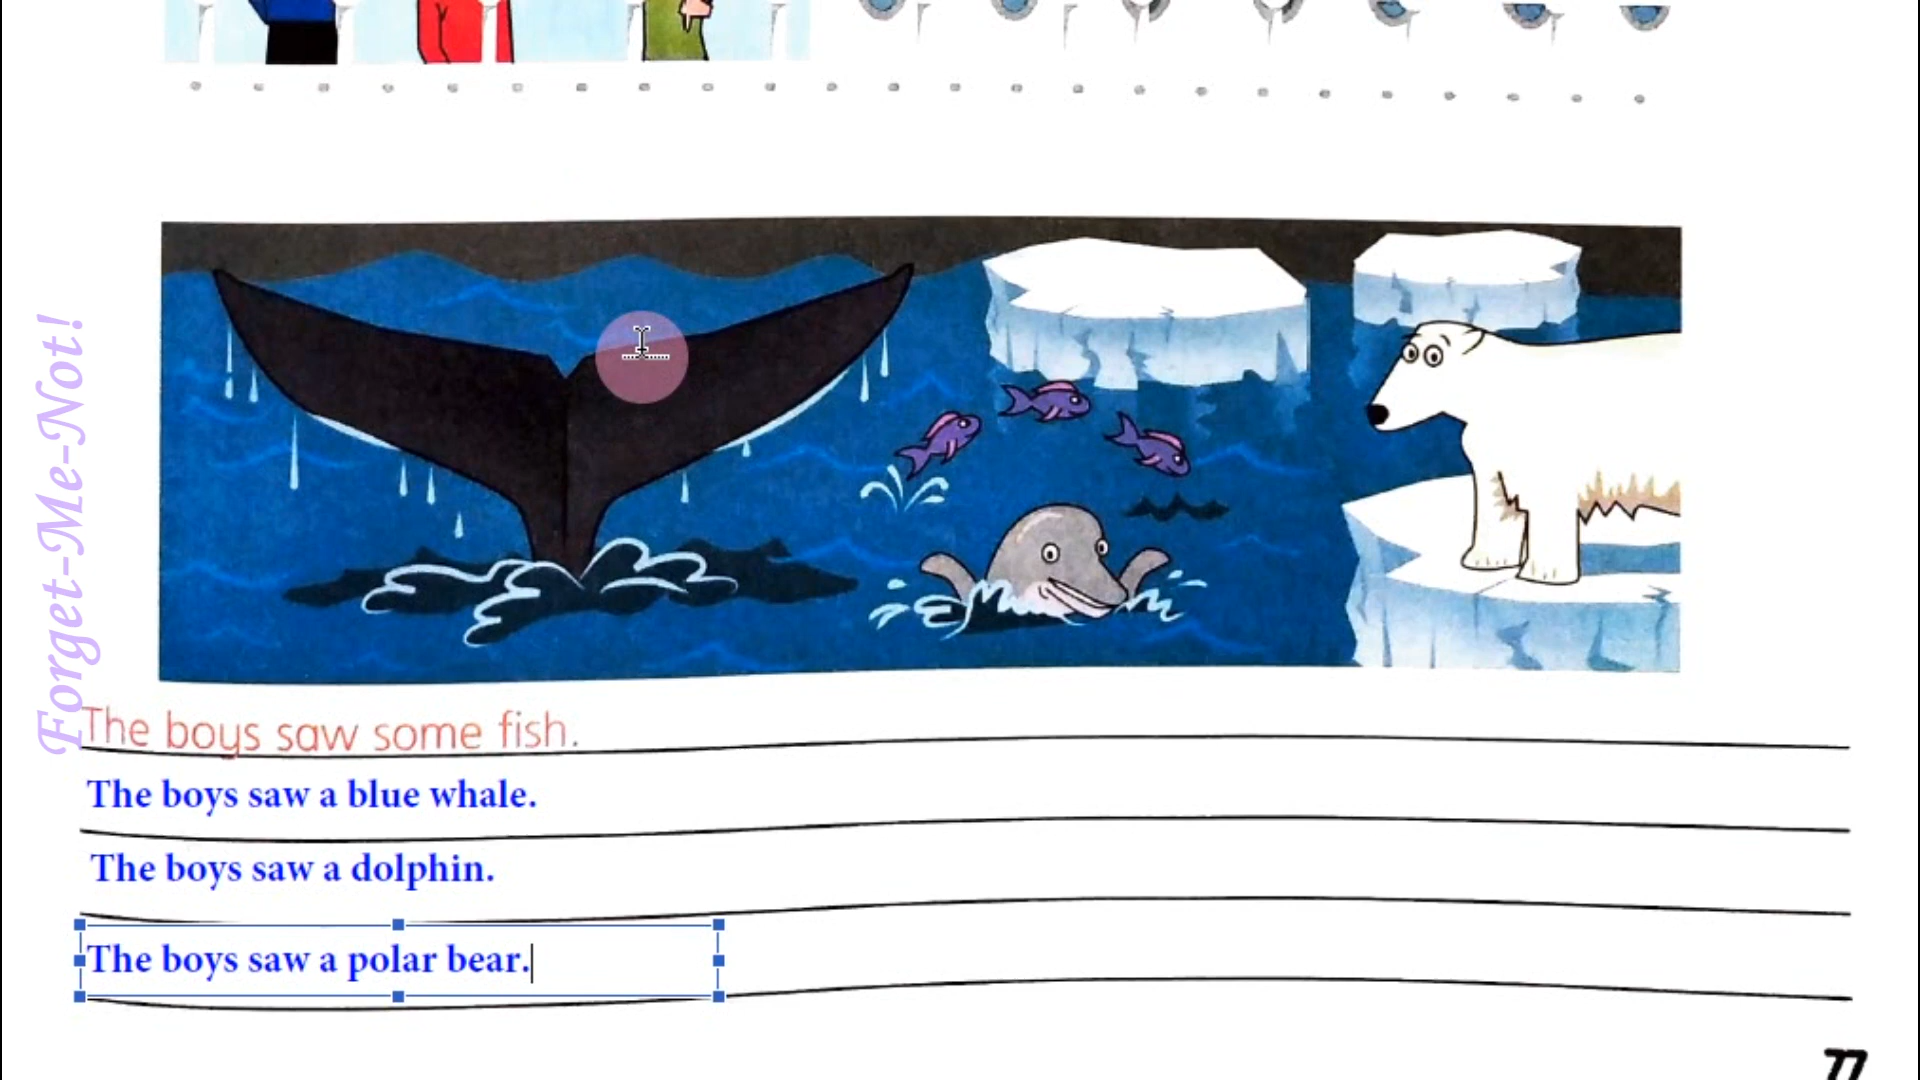 Forget-Me-Not!
The boys saw some fish.
The boys saw a blue whale.
The boys saw a dolphin.
The boys saw a polar bear.
77